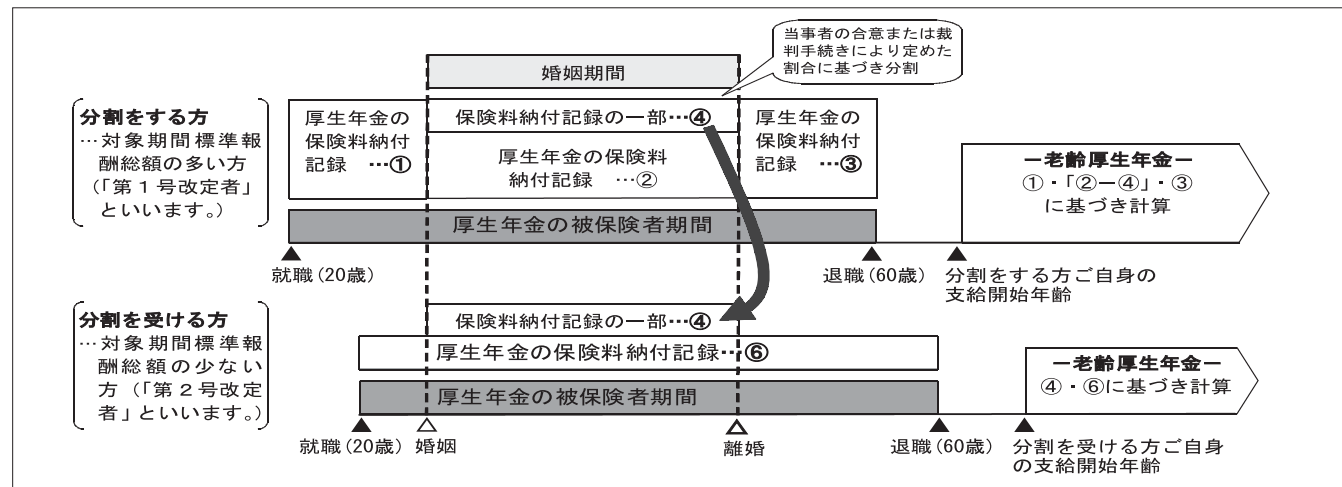 当事者の合意または裁
判手続きにより定めた
割合に基づき分割
婚姻期間
分割をする方
…対象期間標準報
酬総額の多い方
(「第1号改定者」
といいます。)
厚生年金の
保険料納付
記録 …①
保険料納付記録の一部…④
厚生年金の保険料
納付記録 …②
厚生年金の
保険料納付
記録 …③
－老齢厚生年金－
①・「②－④」・③
に基づき計算
厚生年金の被保険者期間
就職(20歳)
退職(60歳)
分割をする方ご自身の
支給開始年齢
分割を受ける方
…対象期間標準報
酬総額の少ない
方(「第2号改定
者」といいます。)
保険料納付記録の一部…④
厚生年金の保険料納付記録…⑥
厚生年金の被保険者期間
－老齢厚生年金－
④・⑥に基づき計算
就職(20歳)
婚姻
離婚
退職(60歳)
分割を受ける方ご自身
の支給開始年齢